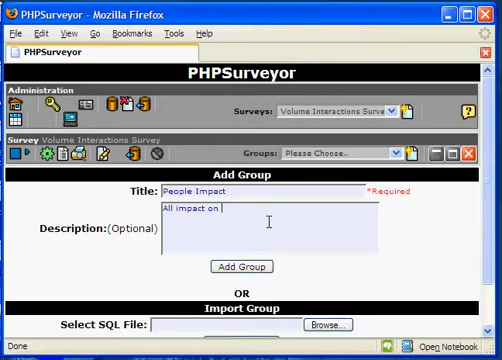 PHPSurveyor - Mozilla Firefox
File Edit View Go Bookmarks Tools Help
PHPSurveyor
PHPSurveyor
Administration
Surveys: Volume Interactions Surve
Survey Volume Interactions Survey
Groups: Please Choose..
Add Group
Title: People Impact *Required
All impact on
Description:(Optional)
Add Group
OR
Import Group
Select SQL File: Browse...
Done Open Notebook